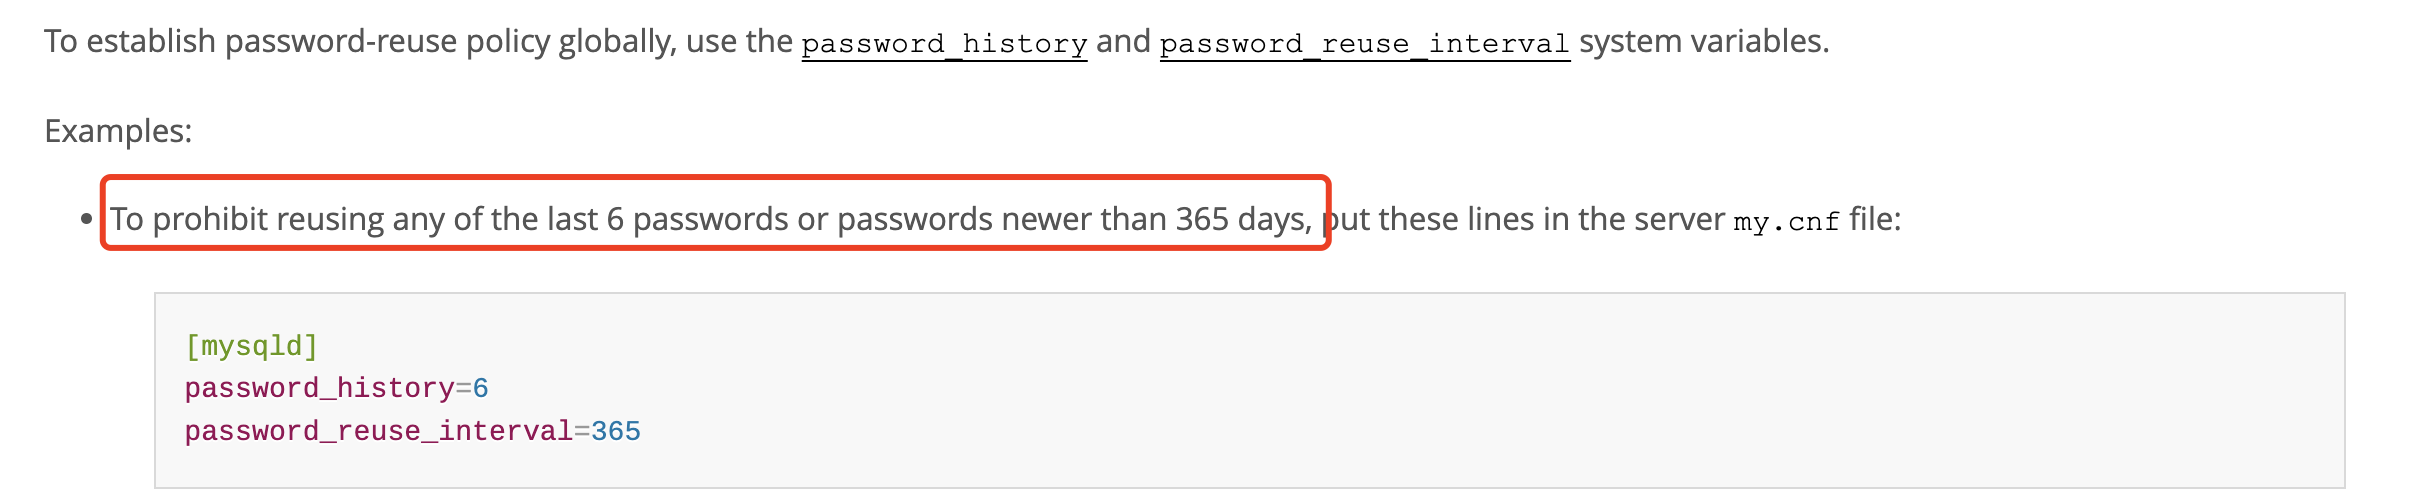 To establish password-reuse policy globally, use the password_history and password_reuse_interval system variables.
Examples:
• To prohibit reusing any of the last 6 passwords or passwords newer than 365 days, put these lines in the server my.cnf file:
[mysqld]
password_history=6
password_reuse_interval=365